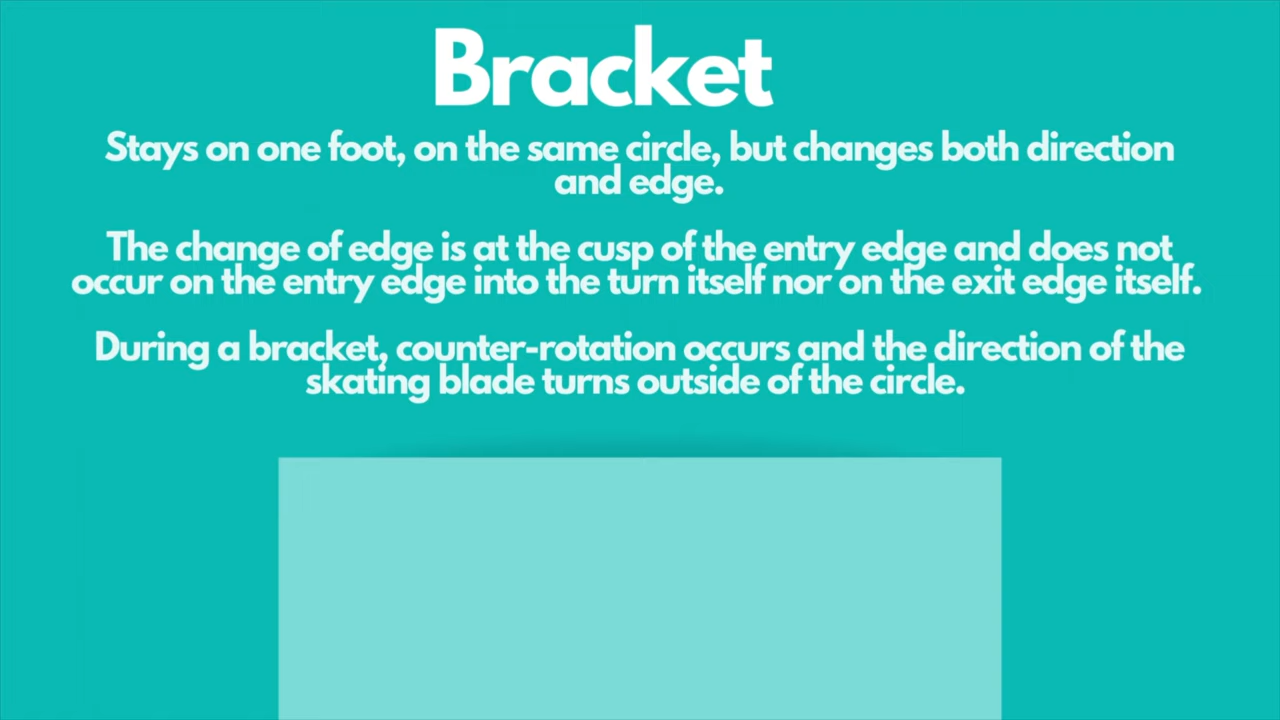 Bracket
Stays on one foot, on the same circle, but changes both direction
and edge.
The change of edge is at the cusp of the entry edge and does not
occur on the entry edge into the turn itself nor on the exit edge itself.
During a bracket, counter-rotation occurs and the direction of the
skating blade turns outside of the circle.